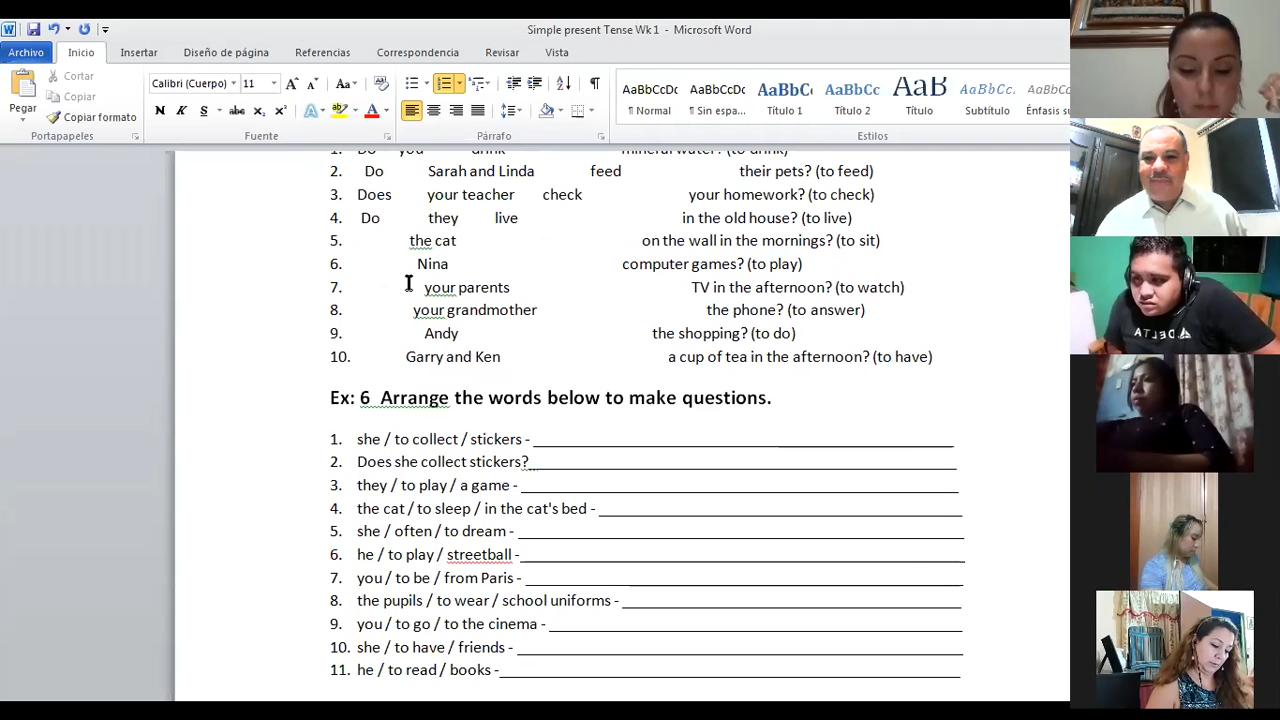 Simple present Tense Wk 1 - Microsoft Word
Archivo Inicio Insertar Diseño de página Referencias Correspondencia Revisar Vista
Cortar
Copiar
Copiar formato
Pegar
Portapapeles
Calibri (Cuerpo) 11
Fuente
Párrafo
AaBbCcDc AaBbCcDc AaBbC AaBbCc AaB AaBbCc. AaBbCcD
¶ Normal ¶ Sin espa... Título 1 Título 2 Título Subtítulo Énfasis su
Estilos
1. Do you drink mineral water? (to drink)
2. Do Sarah and Linda feed their pets? (to feed)
3. Does your teacher check your homework? (to check)
4. Do they live in the old house? (to live)
5. the cat on the wall in the mornings? (to sit)
6. Nina computer games? (to play)
7. your parents TV in the afternoon? (to watch)
8. your grandmother the phone? (to answer)
9. Andy the shopping? (to do)
10. Garry and Ken a cup of tea in the afternoon? (to have)
Ex: 6 Arrange the words below to make questions.
1. she / to collect / stickers -
2. Does she collect stickers?
3. they / to play / a game -
4. the cat / to sleep / in the cat's bed -
5. she / often / to dream -
6. he / to play / streetball -
7. you / to be / from Paris -
8. the pupils / to wear / school uniforms -
9. you / to go / to the cinema -
10. she / to have / friends -
11. he / to read / books -
DELTA